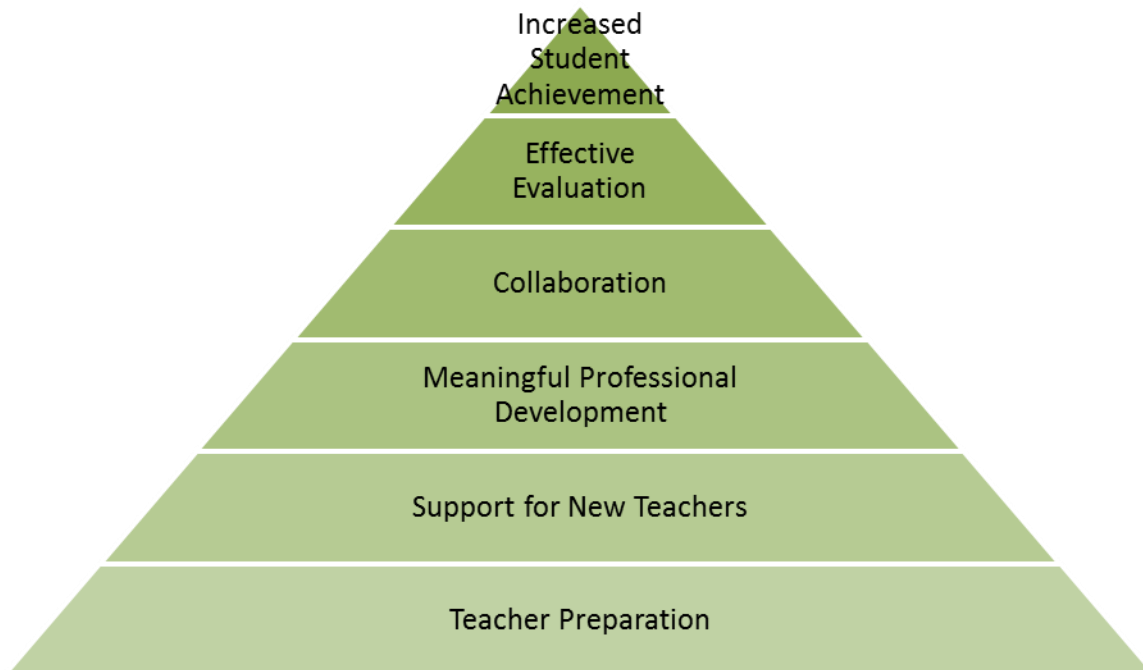 Increased
Student
Achievement
Effective
Evaluation
Collaboration
Meaningful Professional
Development
Support for New Teachers
Teacher Preparation